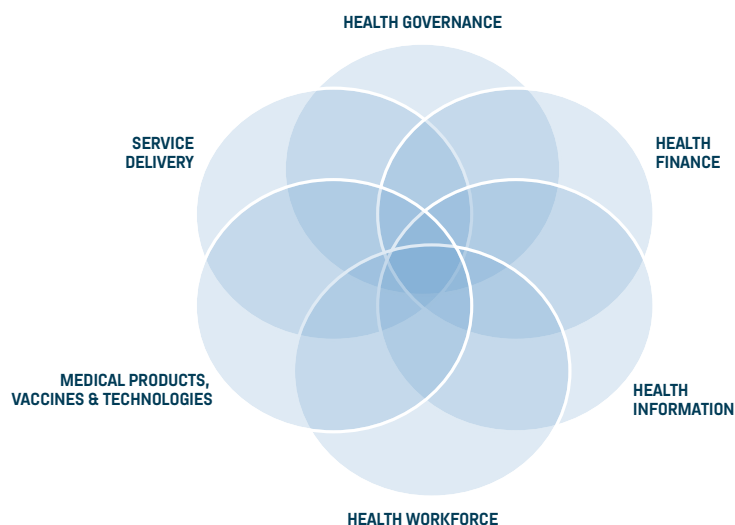 HEALTH GOVERNANCE
SERVICE
DELIVERY
HEALTH
FINANCE
MEDICAL PRODUCTS,
VACCINES & TECHNOLOGIES
HEALTH
INFORMATION
HEALTH WORKFORCE